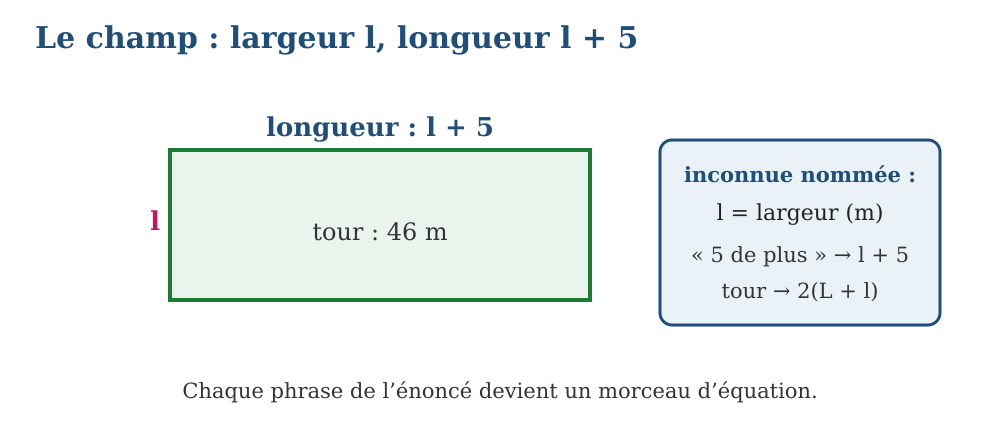 Le champ : largeur l, longueur l + 5
longueur : l + 5
l
tour : 46 m
inconnue nommée :
l = largeur (m)
« 5 de plus » → l + 5
tour → 2(L + l)
Chaque phrase de l’énoncé devient un morceau d’équation.